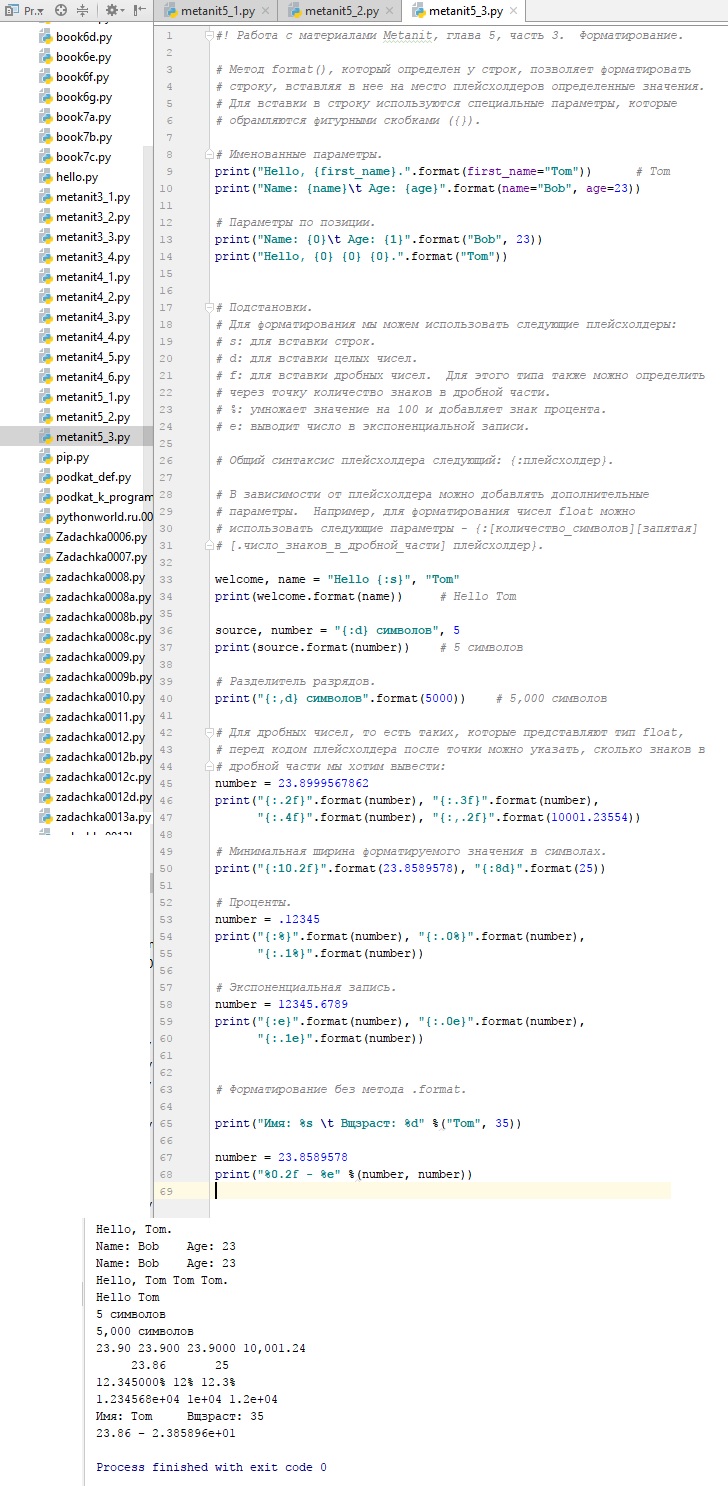 Pr.
metanit5_1.py
metanit5_2.py
metanit5_3.py
book6d.py
book6e.py
book6f.py
book6g.py
book7a.py
book7b.py
book7c.py
hello.py
metanit3_1.py
metanit3_2.py
metanit3_3.py
metanit3_4.py
metanit4_1.py
metanit4_2.py
metanit4_3.py
metanit4_4.py
metanit4_5.py
metanit4_6.py
metanit5_1.py
metanit5_2.py
metanit5_3.py
pip.py
podkat_def.py
podkat_k_program
pythonworld.ru.00
Zadachka0006.py
Zadachka0007.py
zadachka0008.py
zadachka0008a.py
zadachka0008b.py
zadachka0008c.py
zadachka0009.py
zadachka0009b.py
zadachka0010.py
zadachka0011.py
zadachka0012.py
zadachka0012b.py
zadachka0012c.py
zadachka0012d.py
zadachka0013a.py
1 #! Работа с материалами Metanit, глава 5, часть 3.  Форматирование.
2
3 # Метод format(), который определен у строк, позволяет форматировать
4 # строку, вставляя в нее на место плейсхолдеров определенные значения.
5 # Для вставки в строку используются специальные параметры, которые
6 # обрамляются фигурными скобками ({}).
7
8 # Именованные параметры.
9 print("Hello, {first_name}.".format(first_name="Tom"))      # Tom
10 print("Name: {name}\t Age: {age}".format(name="Bob", age=23))
11
12 # Параметры по позиции.
13 print("Name: {0}\t Age: {1}".format("Bob", 23))
14 print("Hello, {0} {0} {0}.".format("Tom"))
15
16
17 # Подстановки.
18 # Для форматирования мы можем использовать следующие плейсхолдеры:
19 # s: для вставки строк.
20 # d: для вставки целых чисел.
21 # f: для вставки дробных чисел.  Для этого типа также можно определить
22 # через точку количество знаков в дробной части.
23 # %: умножает значение на 100 и добавляет знак процента.
24 # e: выводит число в экспоненциальной записи.
25
26 # Общий синтаксис плейсхолдера следующий: {:плейсхолдер}.
27
28 # В зависимости от плейсхолдера можно добавлять дополнительные
29 # параметры.  Например, для форматирования чисел float можно
30 # использовать следующие параметры - {:[количество_символов][запятая]
31 # [.число_знаков_в_дробной_части] плейсхолдер}.
32
33 welcome, name = "Hello {:s}", "Tom"
34 print(welcome.format(name))     # Hello Tom
35
36 source, number = "{:d} символов", 5
37 print(source.format(number))    # 5 символов
38
39 # Разделитель разрядов.
40 print("{:,d} символов".format(5000))    # 5,000 символов
41
42 # Для дробных чисел, то есть таких, которые представляют тип float,
43 # перед кодом плейсхолдера после точки можно указать, сколько знаков в
44 # дробной части мы хотим вывести:
45 number = 23.8999567862
46 print("{:.2f}".format(number), "{:.3f}".format(number),
47       "{:.4f}".format(number), "{:,.2f}".format(10001.23554))
48
49 # Минимальная ширина форматируемого значения в символах.
50 print("{:10.2f}".format(23.8589578), "{:8d}".format(25))
51
52 # Проценты.
53 number = .12345
54 print("{:%}".format(number), "{:.0%}".format(number),
55       "{:.1%}".format(number))
56
57 # Экспоненциальная запись.
58 number = 12345.6789
59 print("{:e}".format(number), "{:.0e}".format(number),
60       "{:.1e}".format(number))
61
62
63 # Форматирование без метода .format.
64
65 print("Имя: %s \t Вщзраст: %d" %("Tom", 35))
66
67 number = 23.8589578
68 print("%0.2f - %e" %(number, number))
69
Hello, Tom.
Name: Bob    Age: 23
Name: Bob    Age: 23
Hello, Tom Tom Tom.
Hello Tom
5 символов
5,000 символов
23.90 23.900 23.9000 10,001.24
     23.86       25
12.345000% 12% 12.3%
1.234568e+04 1e+04 1.2e+04
Имя: Tom     Вщзраст: 35
23.86 - 2.385896e+01
Process finished with exit code 0